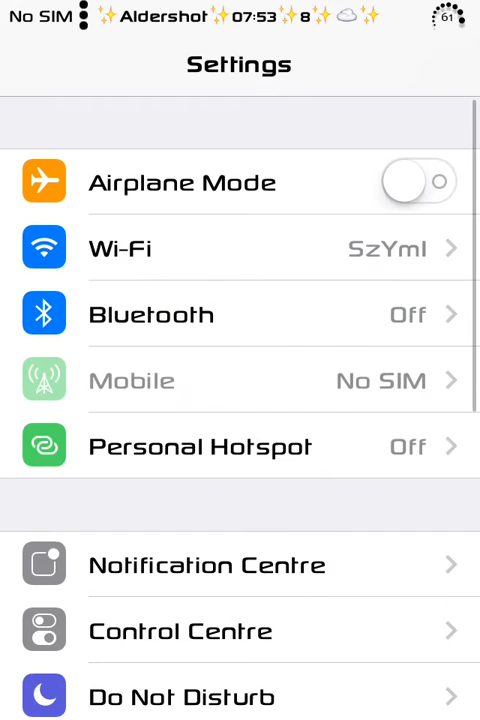 No SIM ✨Aldershot✨07:53✨8✨☁️✨ 61
Settings
Airplane Mode
Wi-Fi SzYmI
Bluetooth Off
Mobile No SIM
Personal Hotspot Off
Notification Centre
Control Centre
Do Not Disturb